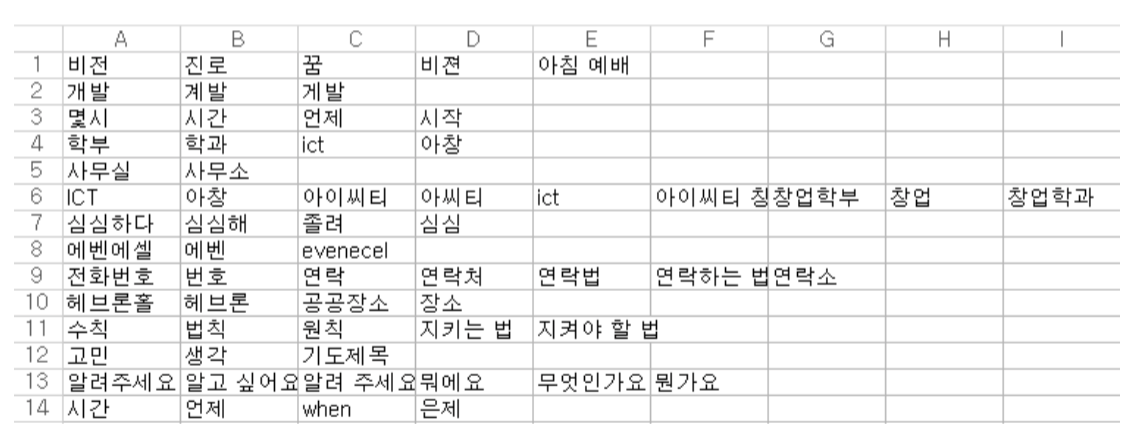 A B C D E F G H I
1 비전 진로 꿈 비젼 아침 예배
2 개발 계발 게발
3 몇시 시간 언제 시작
4 학부 학과 ict 아창
5 사무실 사무소
6 ICT 아창 아이씨티 아씨티 ict 아이씨티 창업학부 창업 창업학과
7 심심하다 심심해 졸려 심심
8 에벤에셀 에벤 evenecel
9 전화번호 번호 연락 연락처 연락법 연락하는 법 연락소
10 헤브론홀 헤브론 공공장소 장소
11 수칙 법칙 원칙 지키는 법 지켜야 할 법
12 고민 생각 기도제목
13 알려주세요 알고 싶어요 알려 주세요 뭐에요 무엇인가요 뭔가요
14 시간 언제 when 은제